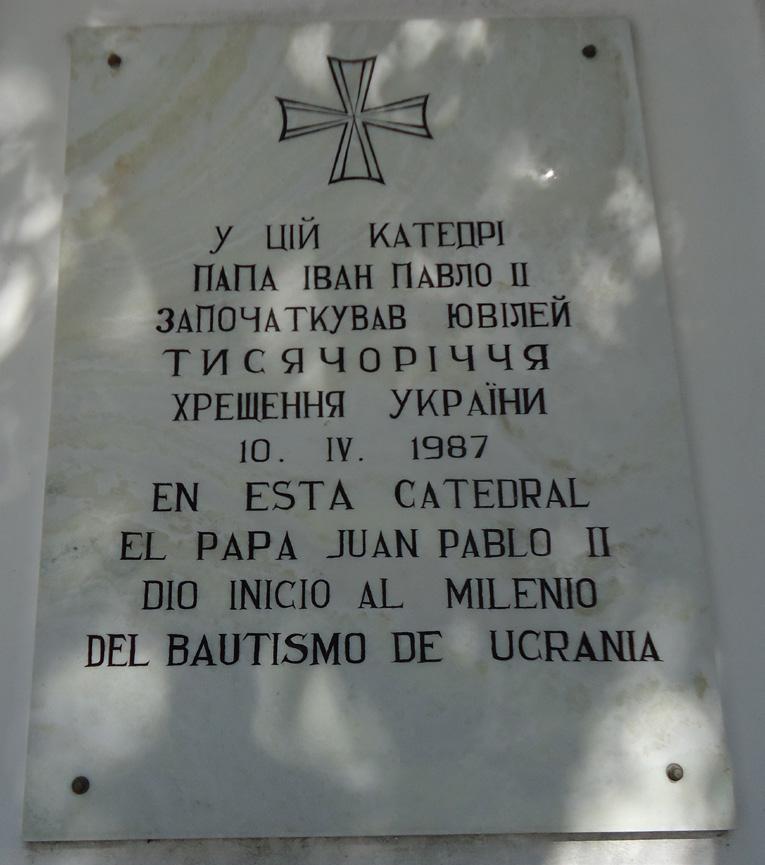 У ЦІЙ КАТЕДРІ
ПАПА ІВАН ПАВЛО II
ЗАПОЧАТКУВАВ ЮВІЛЕЙ
ТИСЯЧОРІЧЧЯ
ХРЕЩЕННЯ УКРАЇНИ
10. IV. 1987
EN ESTA CATEDRAL
EL PAPA JUAN PABLO II
DIO INICIO AL MILENIO
DEL BAUTISMO DE UCRANIA